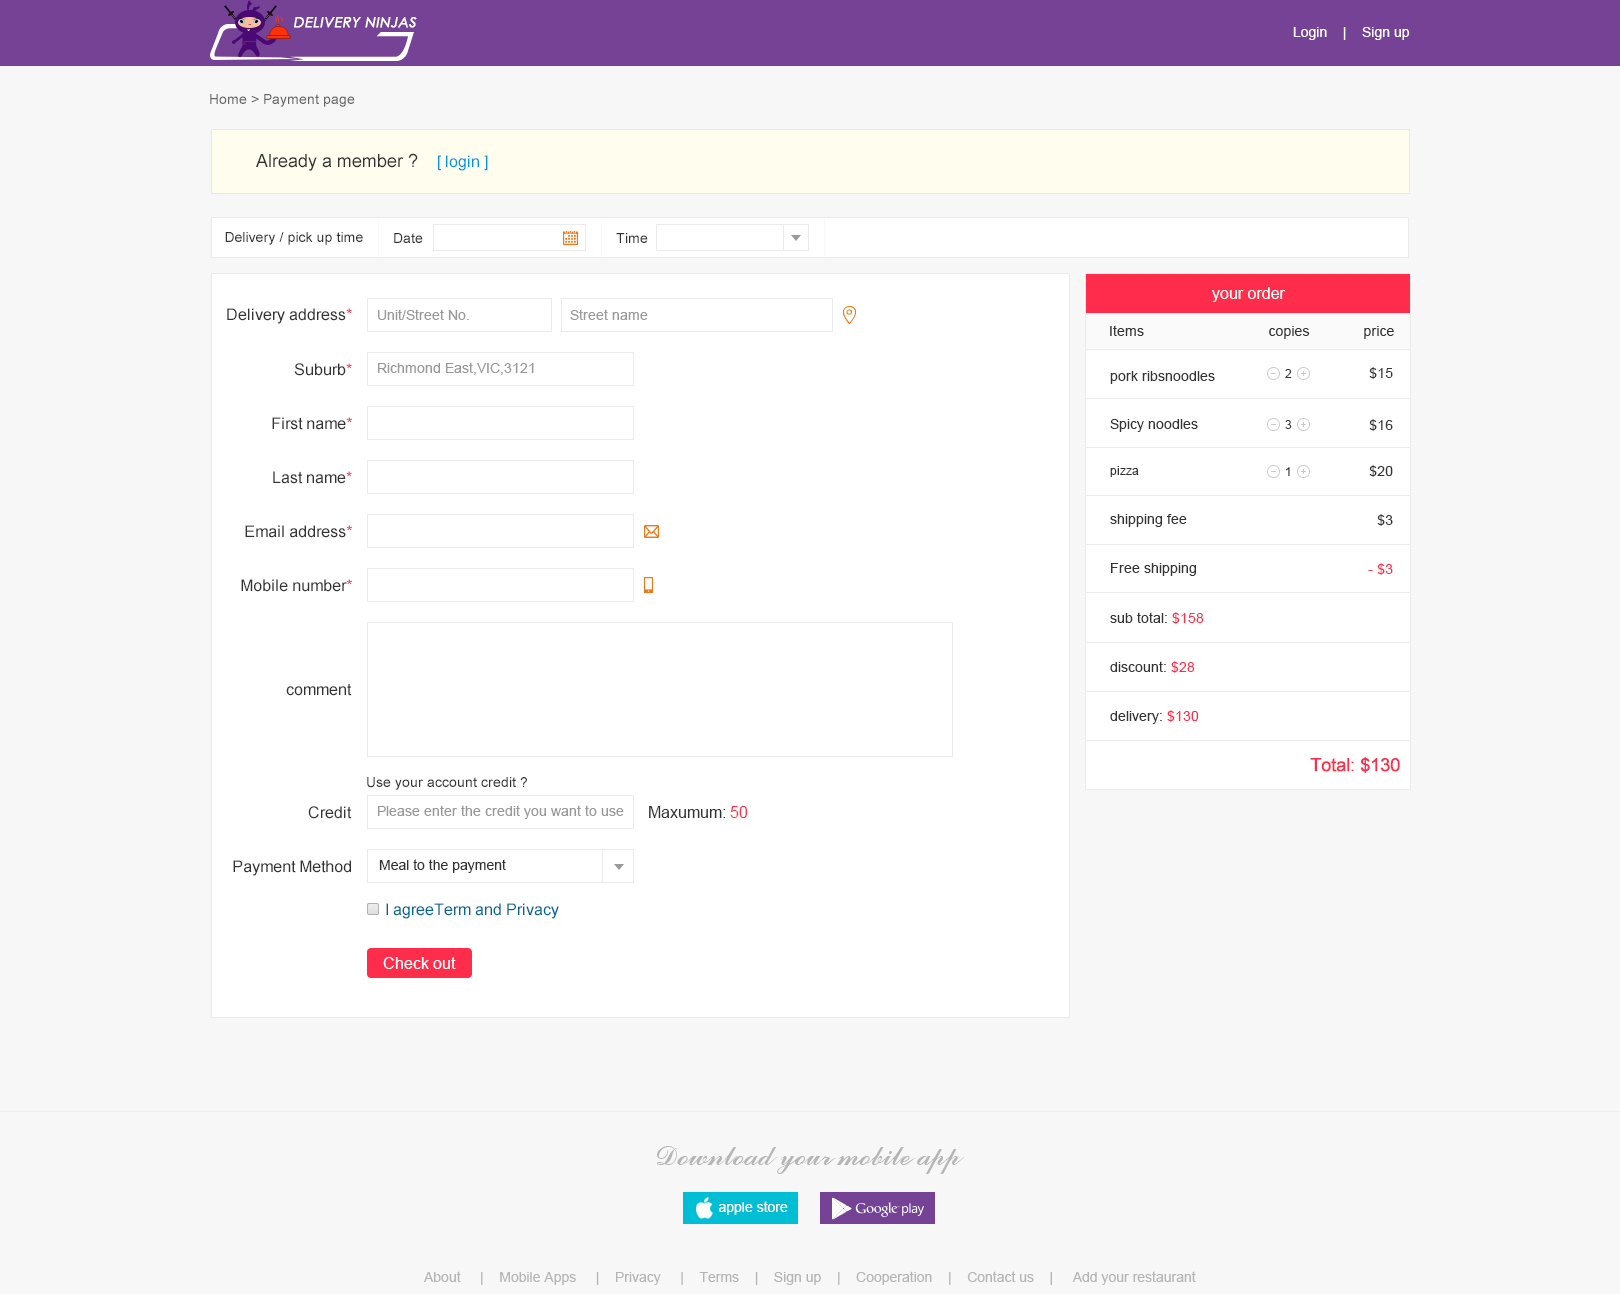 DELIVERY NINJAS
Login | Sign up
Home > Payment page
Already a member ? [ login ]
Delivery / pick up time Date Time
Delivery address* Unit/Street No. Street name
Suburb* Richmond East,VIC,3121
First name*
Last name*
Email address*
Mobile number*
comment
Use your account credit ?
Credit Please enter the credit you want to use Maxumum: 50
Payment Method Meal to the payment
I agreeTerm and Privacy
Check out
your order
Items copies price
pork ribsnoodles 2 $15
Spicy noodles 3 $16
pizza 1 $20
shipping fee $3
Free shipping - $3
sub total: $158
discount: $28
delivery: $130
Total: $130
Download your mobile app
apple store Google play
About | Mobile Apps | Privacy | Terms | Sign up | Cooperation | Contact us | Add your restaurant